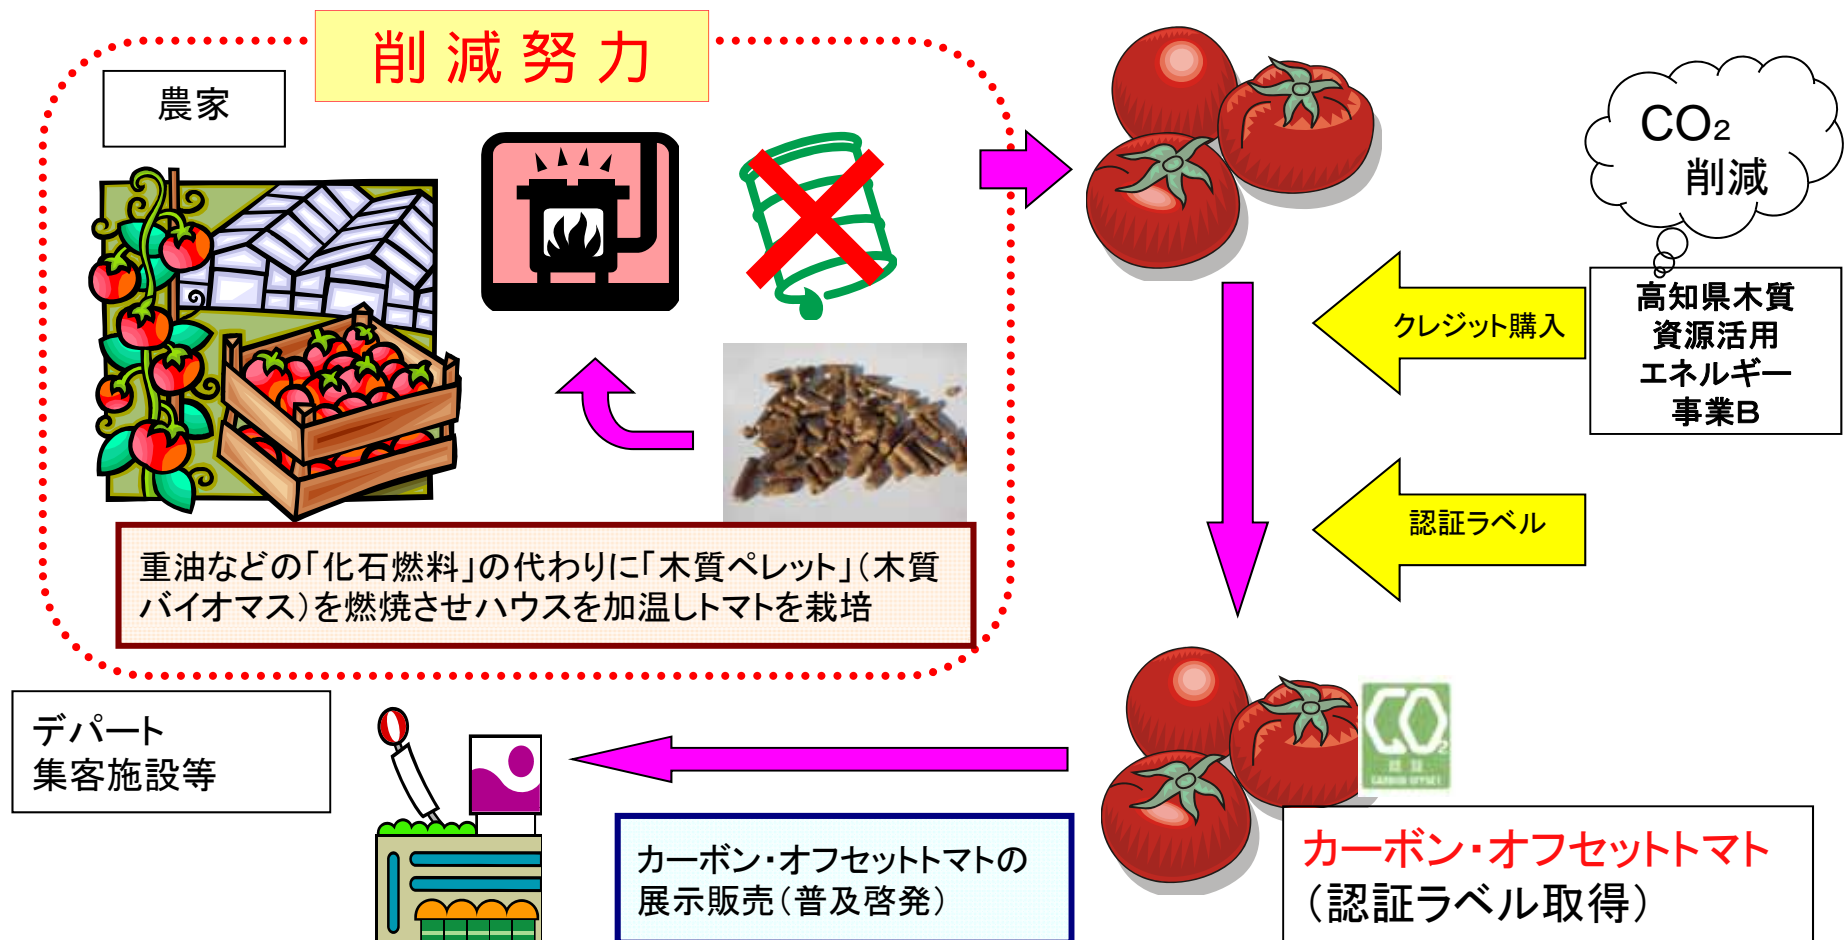 削減努力
農家
重油などの「化石燃料」の代わりに「木質ペレット」（木質
バイオマス）を燃焼させハウスを加温しトマトを栽培
CO₂
削減
高知県木質
資源活用
エネルギー
事業B
クレジット購入
認証ラベル
デパート
集客施設等
カーボン・オフセットトマトの
展示販売（普及啓発）
CO2
認証
CARBON OFFSET
カーボン・オフセットトマト
（認証ラベル取得）